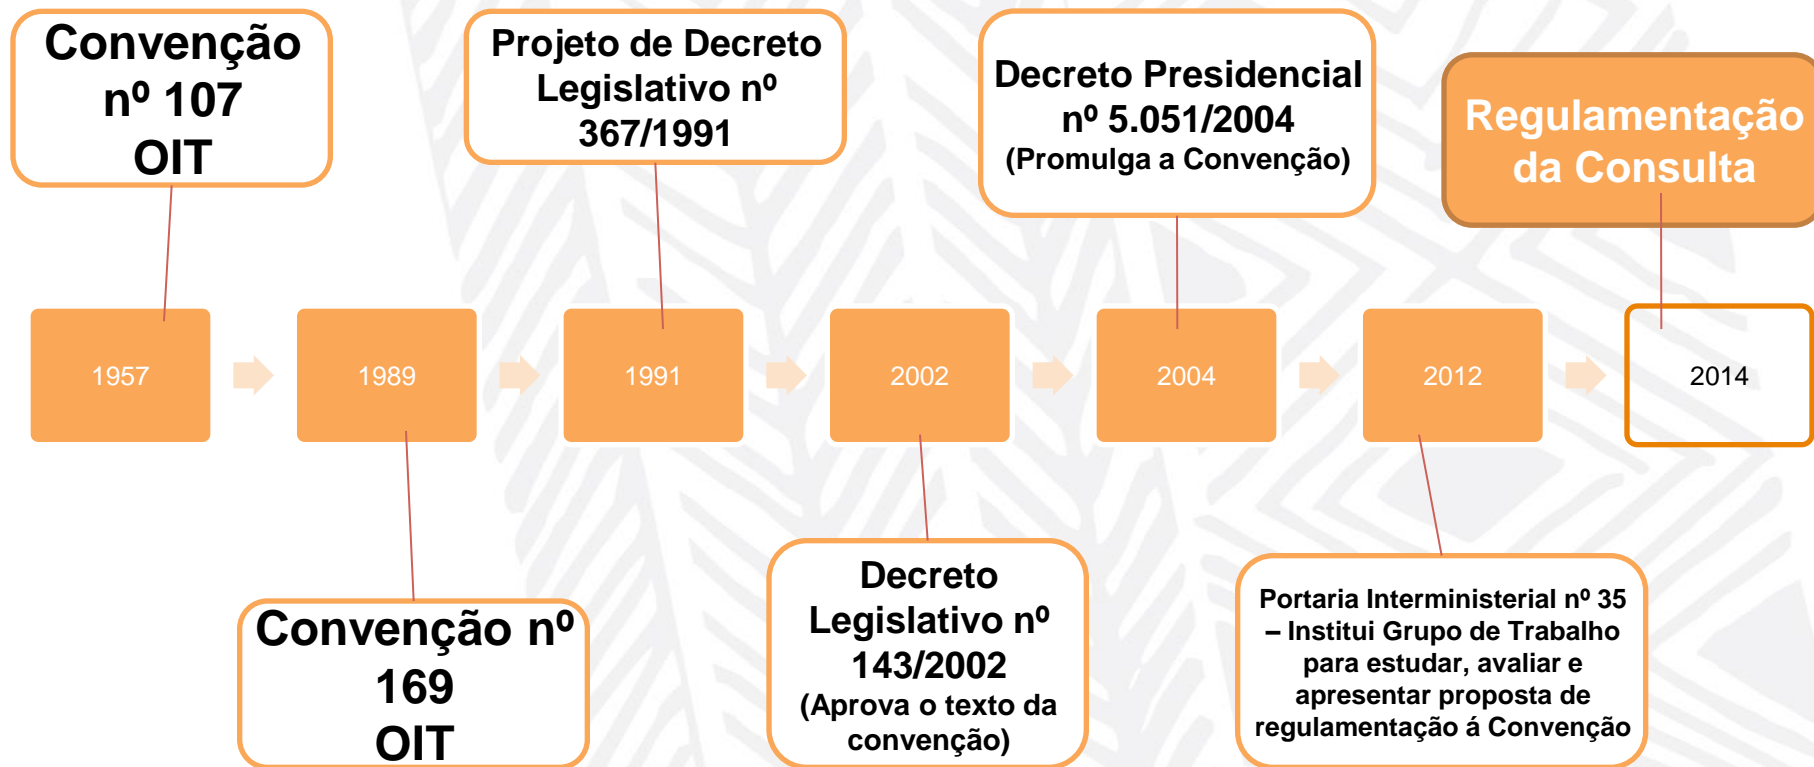 Convenção
nº 107
OIT
Projeto de Decreto
Legislativo nº
367/1991
Decreto Presidencial
nº 5.051/2004
(Promulga a Convenção)
Regulamentação
da Consulta
1957
1989
1991
2002
2004
2012
2014
Convenção nº
169
OIT
Decreto
Legislativo nº
143/2002
(Aprova o texto da
convenção)
Portaria Interministerial nº 35
– Institui Grupo de Trabalho
para estudar, avaliar e
apresentar proposta de
regulamentação á Convenção